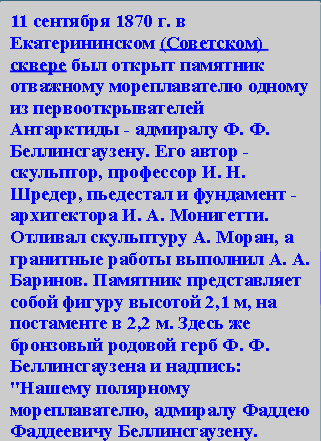 11 сентября 1870 г. в
Екатерининском (Советском)
сквере был открыт памятник
отважному мореплавателю одному
из первооткрывателей
Антарктиды - адмиралу Ф. Ф.
Беллинсгаузену. Его автор -
скульптор, профессор И. Н.
Шредер, пьедестал и фундамент -
архитектора И. А. Монигетти.
Отливал скульптуру А. Моран, а
гранитные работы выполнил А. А.
Баринов. Памятник представляет
собой фигуру высотой 2,1 м, на
постаменте в 2,2 м. Здесь же
бронзовый родовой герб Ф. Ф.
Беллинсгаузена и надпись:
"Нашему полярному
мореплавателю, адмиралу Фаддею
Фаддеевичу Беллинсгаузену.